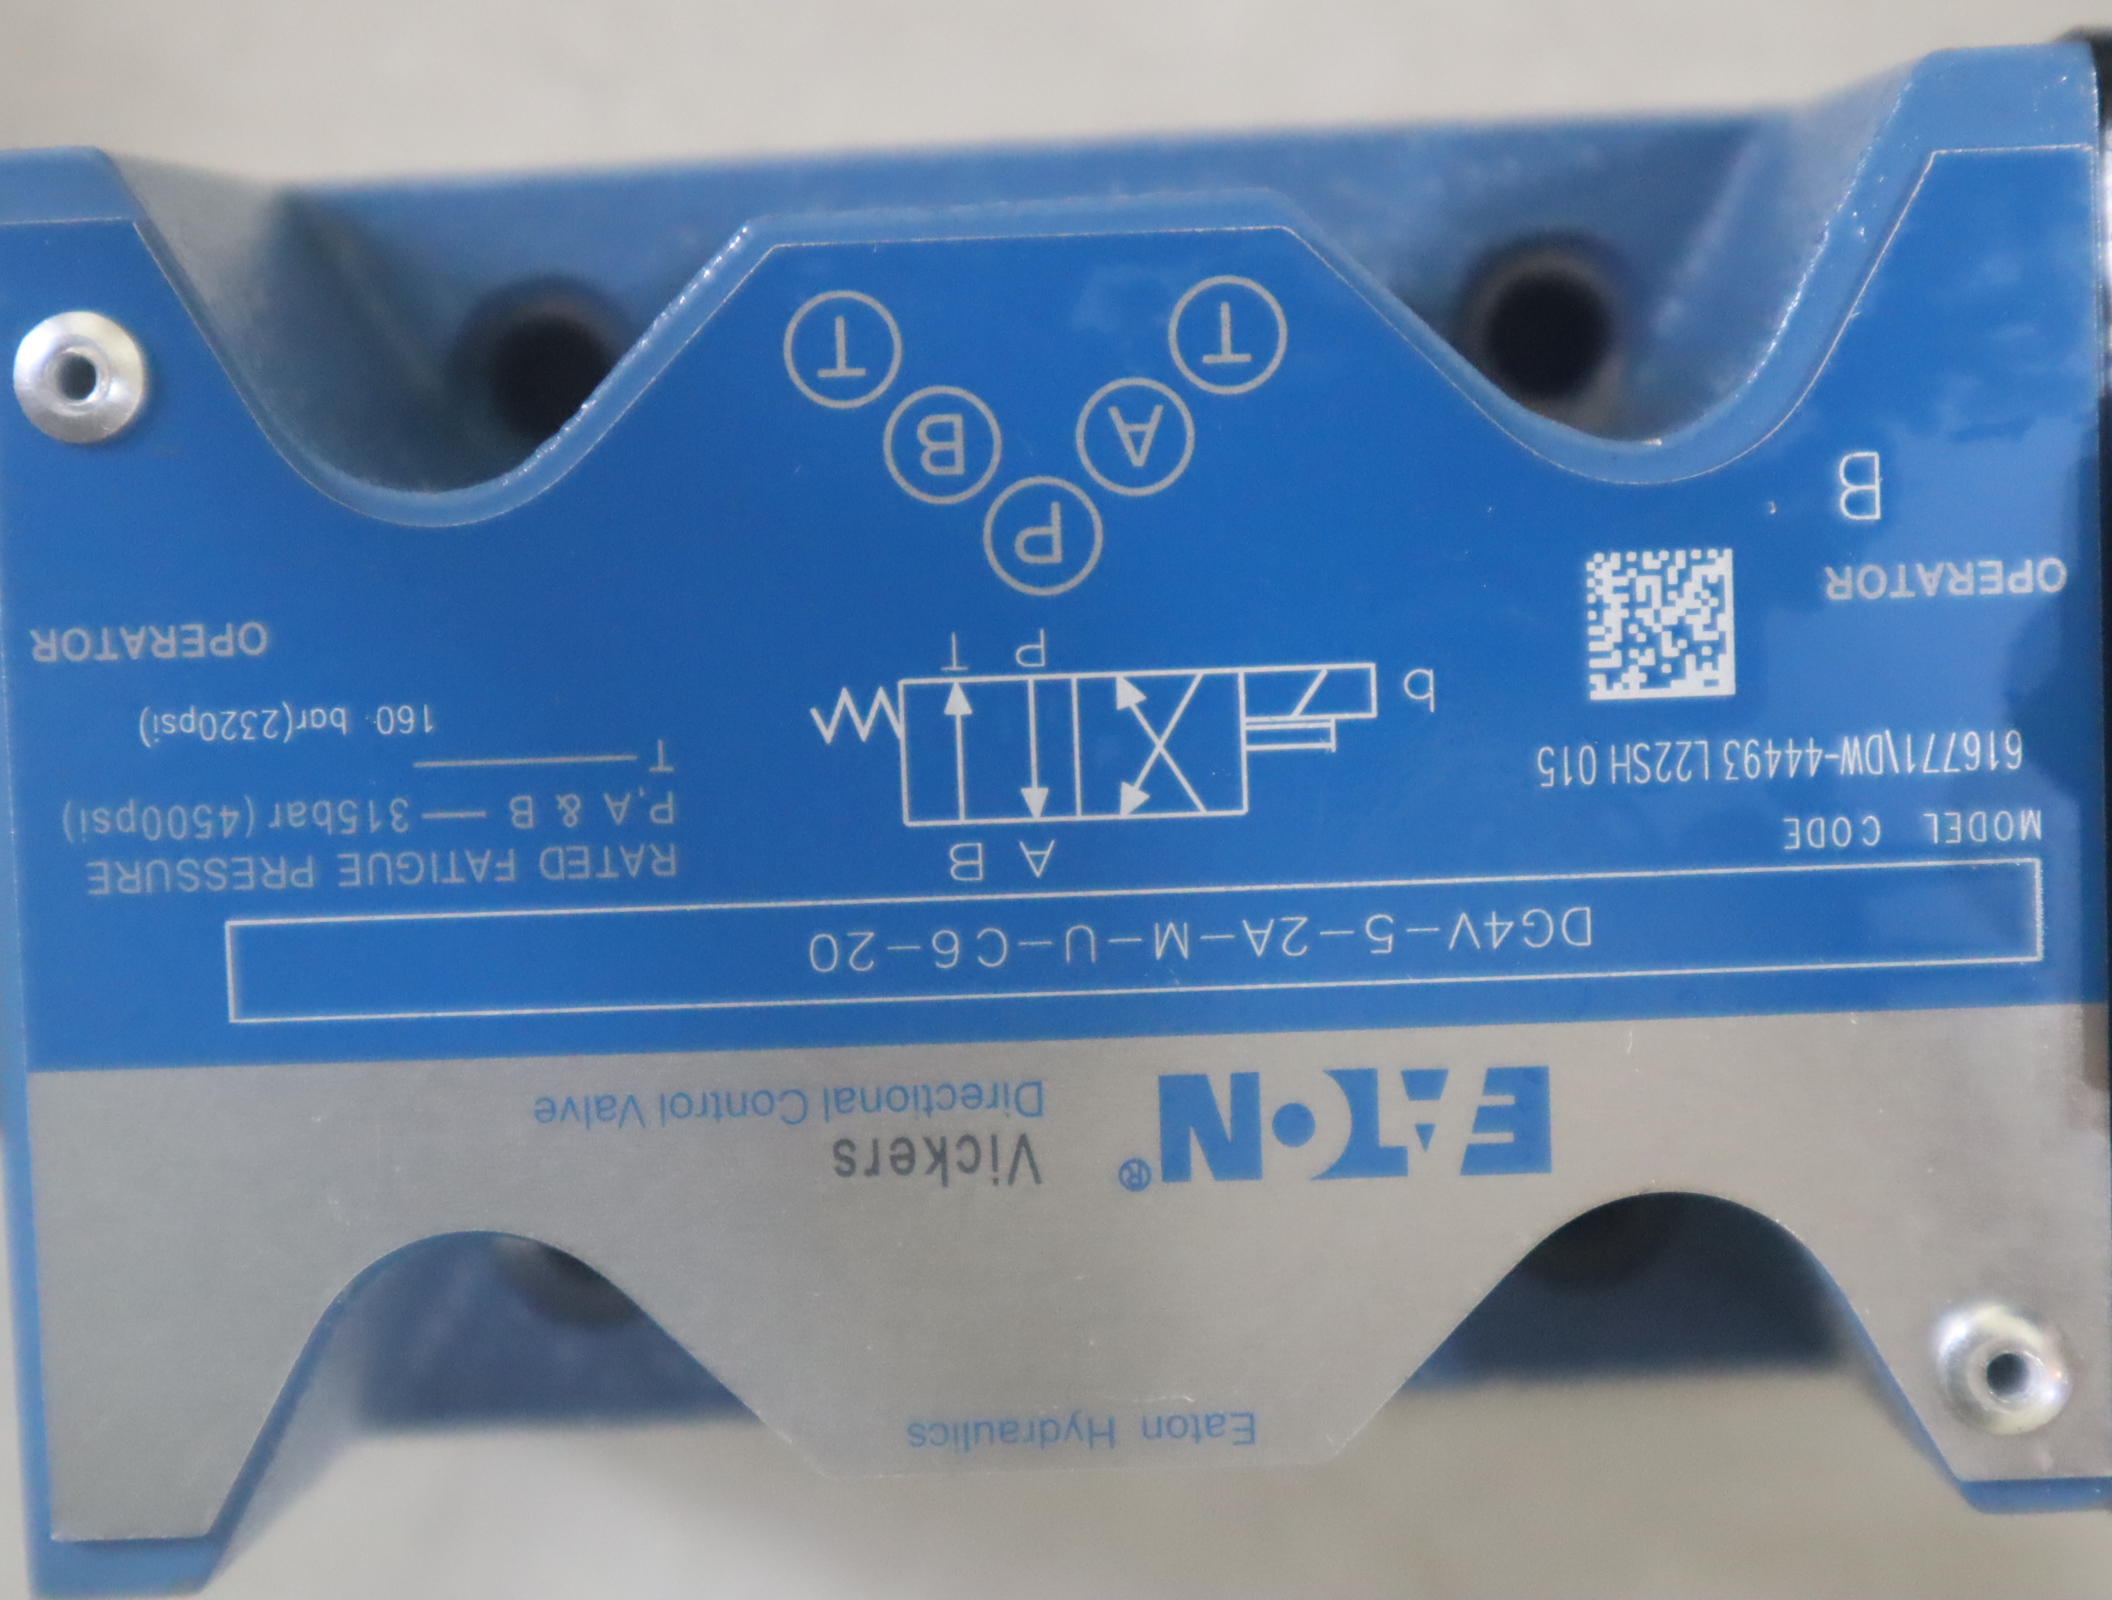 Eaton Hydraulics
EATON®
Vickers
Directional Control Valve
DG4V-5-2A-M-U-C6-20
MODEL CODE
616771\DW-44493 L22SH 015
A B
b
P T
RATED FATIGUE PRESSURE
P,A & B — 315bar (4500psi)
T ——— 160 bar(2320psi)
OPERATOR
B
OPERATOR
P
A B
T T